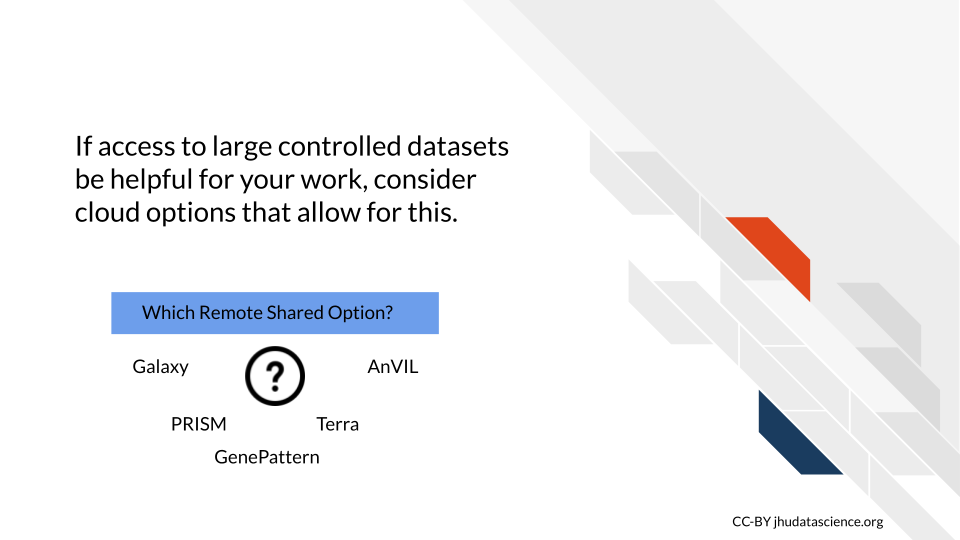 If access to large controlled datasets
be helpful for your work, consider
cloud options that allow for this.
Which Remote Shared Option?
Galaxy
?
AnVIL
PRISM
Terra
GenePattern
CC-BY jhudatascience.org